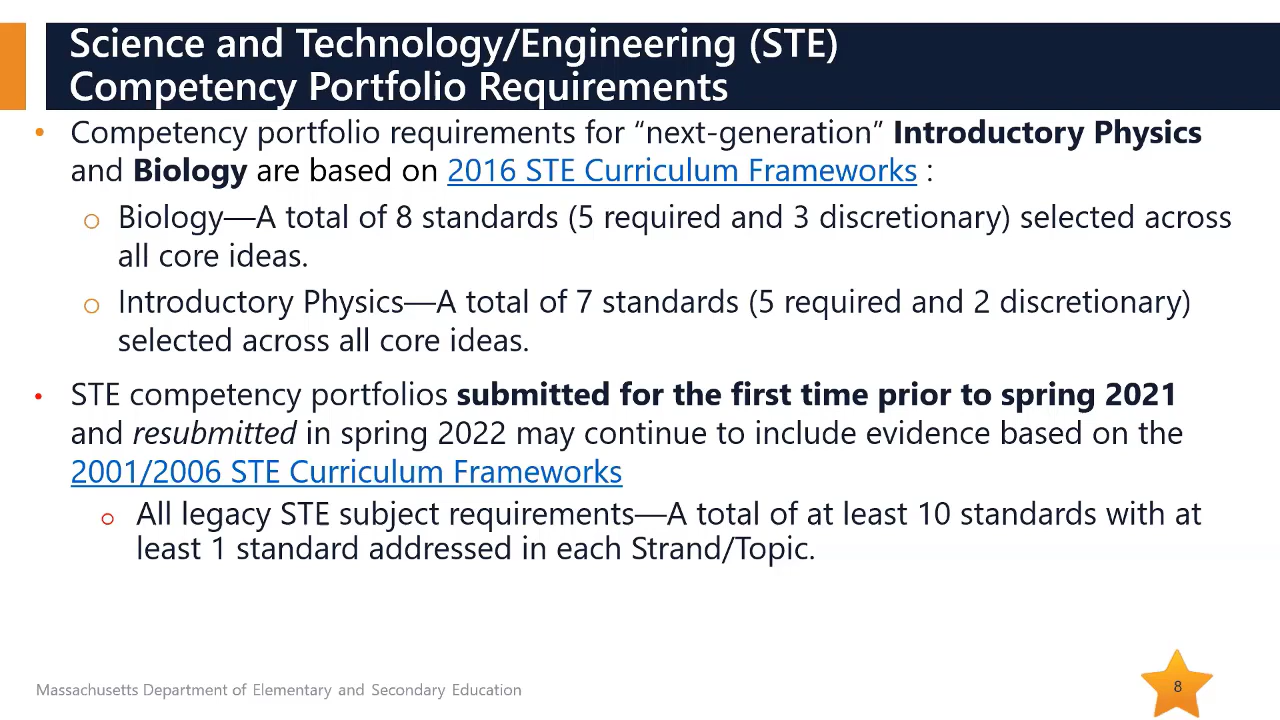 Science and Technology/Engineering (STE)
Competency Portfolio Requirements
• Competency portfolio requirements for “next-generation” Introductory Physics
and Biology are based on 2016 STE Curriculum Frameworks :
o Biology—A total of 8 standards (5 required and 3 discretionary) selected across
all core ideas.
o Introductory Physics—A total of 7 standards (5 required and 2 discretionary)
selected across all core ideas.
• STE competency portfolios submitted for the first time prior to spring 2021
and resubmitted in spring 2022 may continue to include evidence based on the
2001/2006 STE Curriculum Frameworks
o All legacy STE subject requirements—A total of at least 10 standards with at
least 1 standard addressed in each Strand/Topic.
Massachusetts Department of Elementary and Secondary Education
8